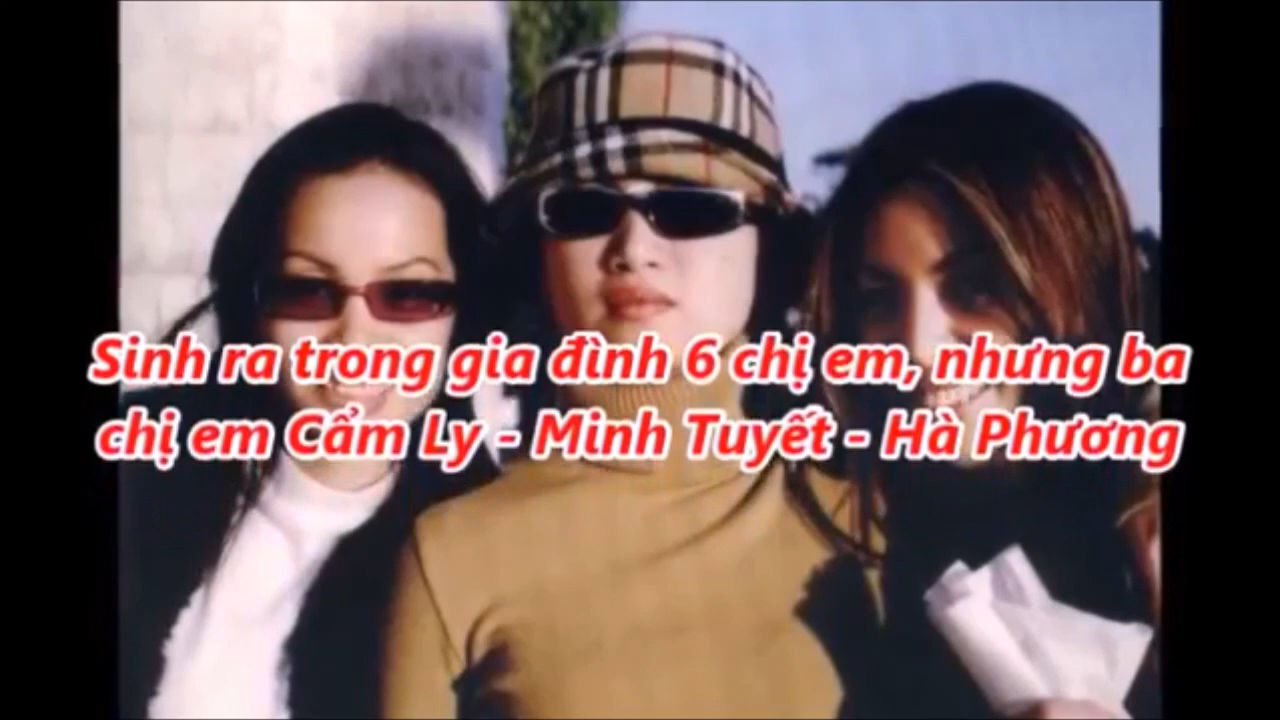 Sinh ra trong gia đình 6 chị em, nhưng ba
chị em Cẩm Ly - Minh Tuyết - Hà Phương